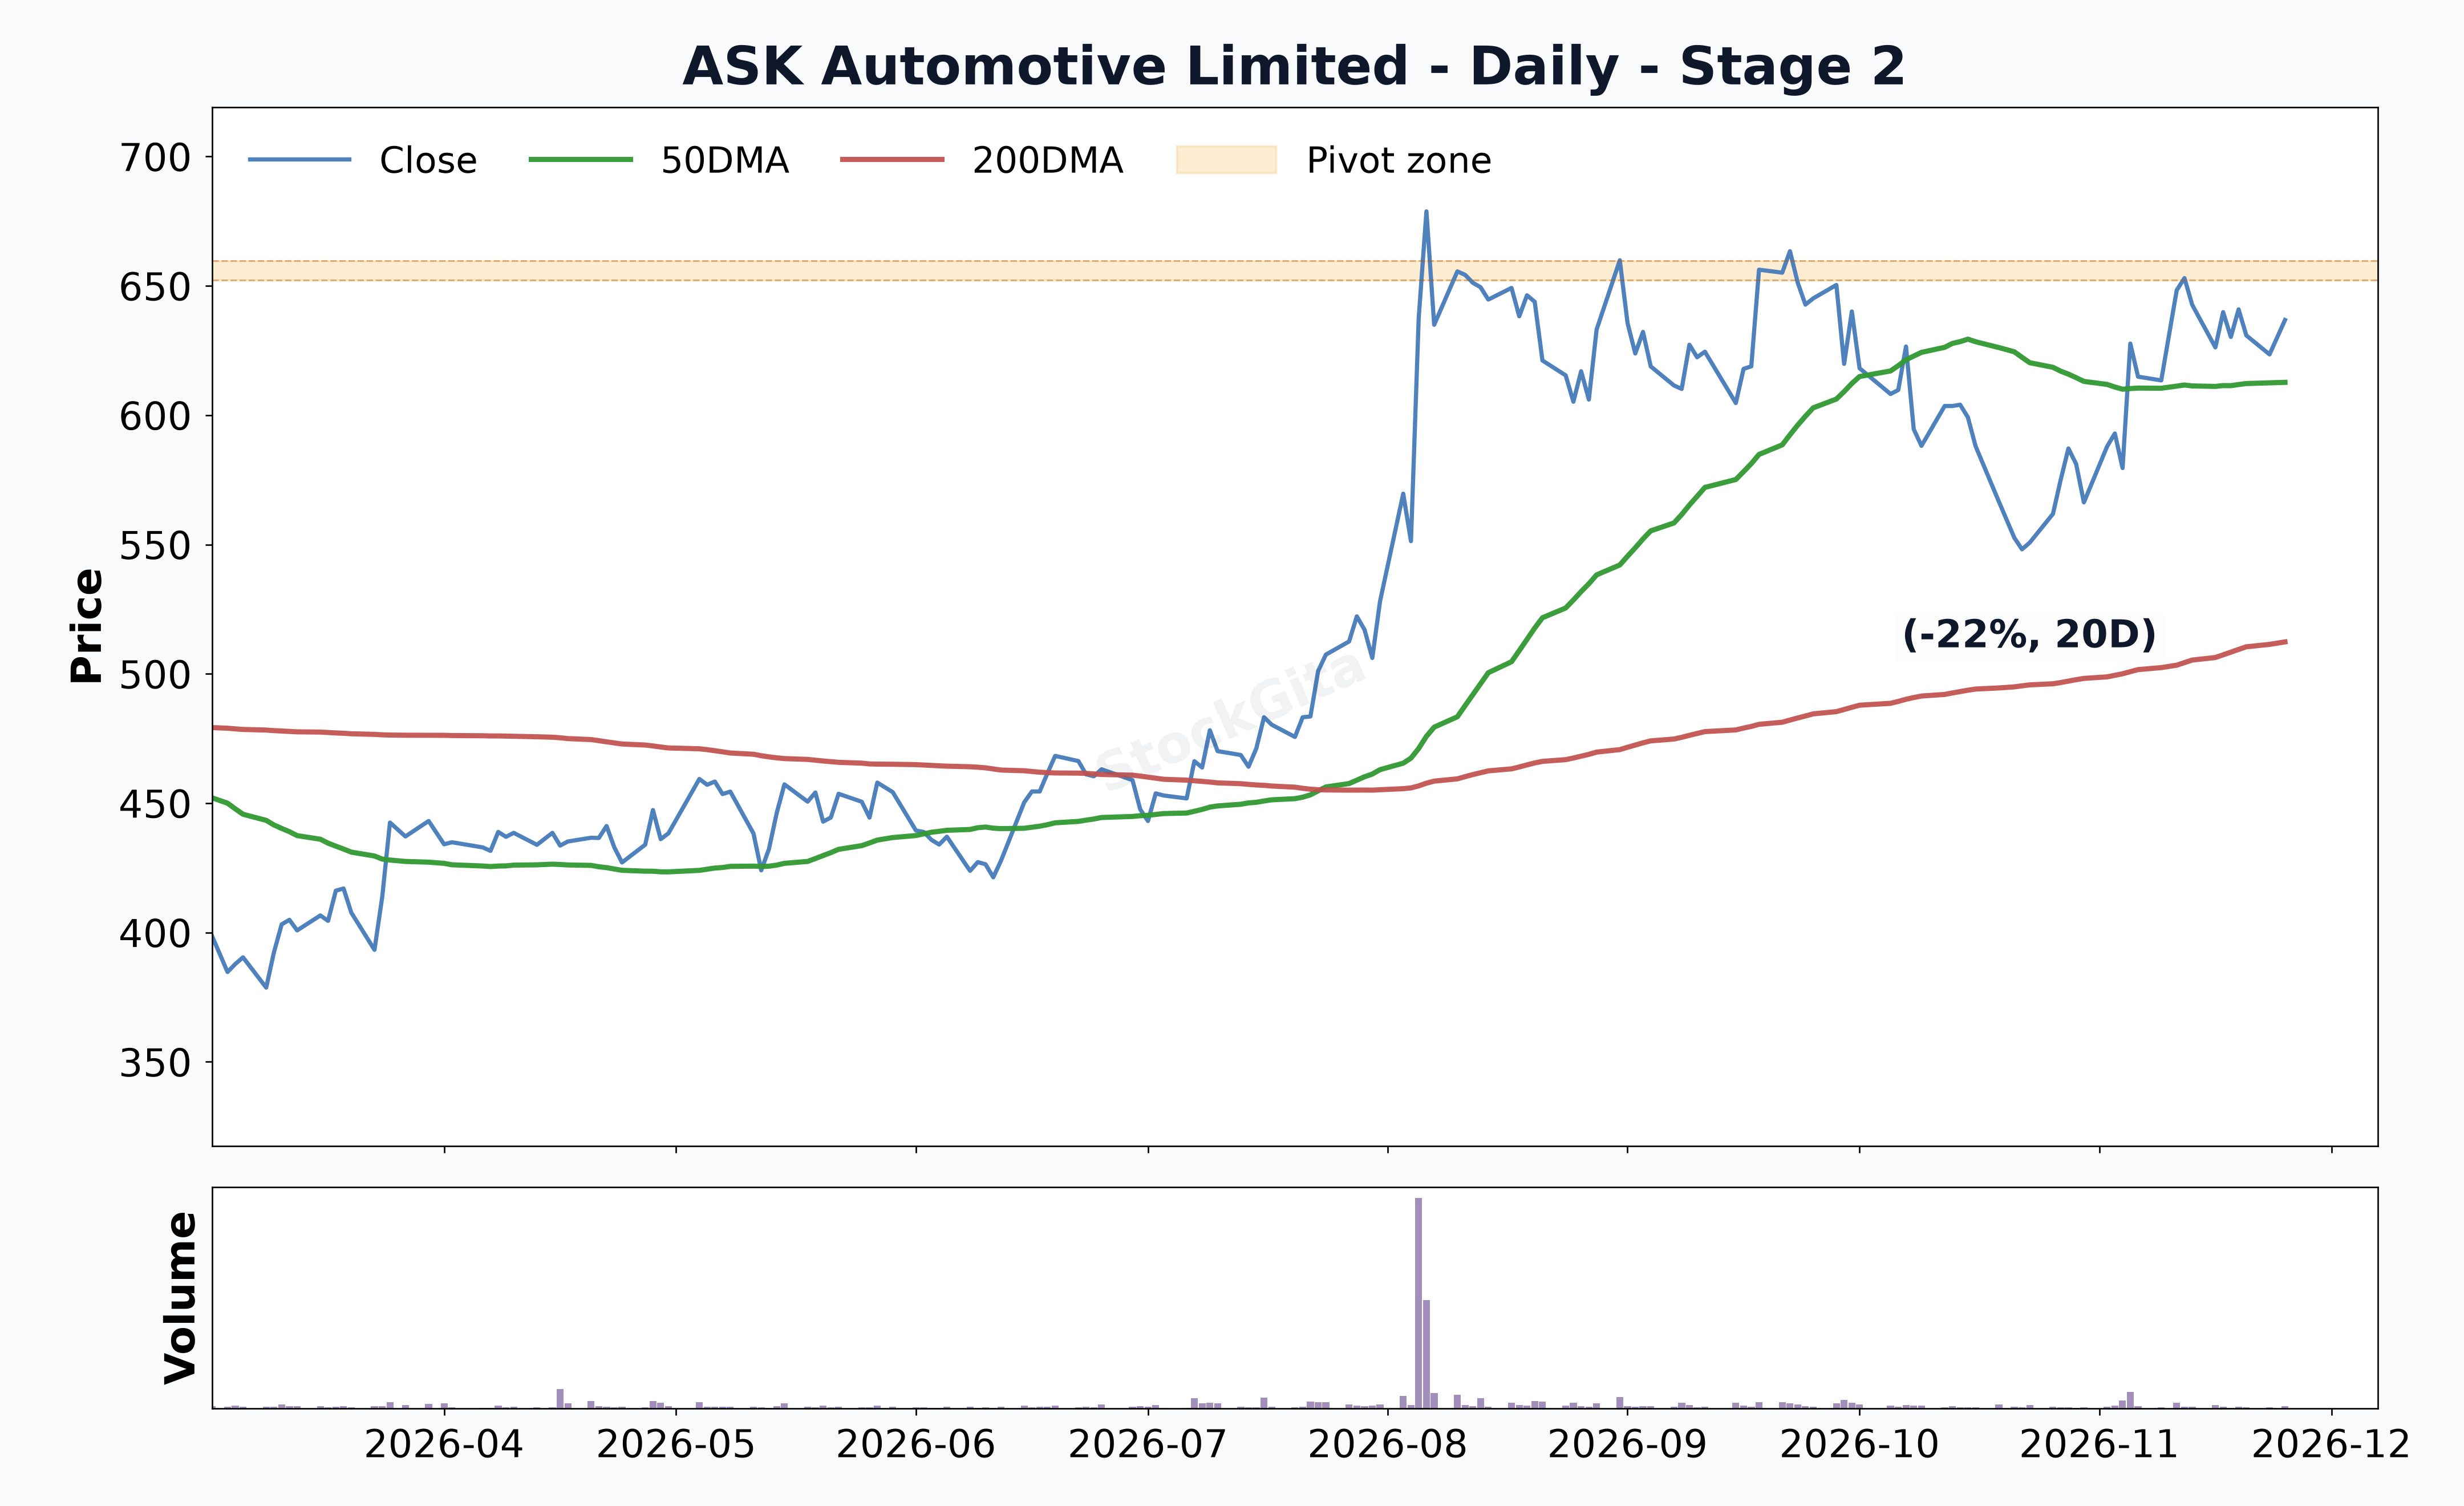 ASK Automotive Limited - Daily - Stage 2
Close 50DMA 200DMA Pivot zone
700
650
600
550
500
450
400
350
Price
(-22%, 20D)
StockGita
Volume
2026-04 2026-05 2026-06 2026-07 2026-08 2026-09 2026-10 2026-11 2026-12